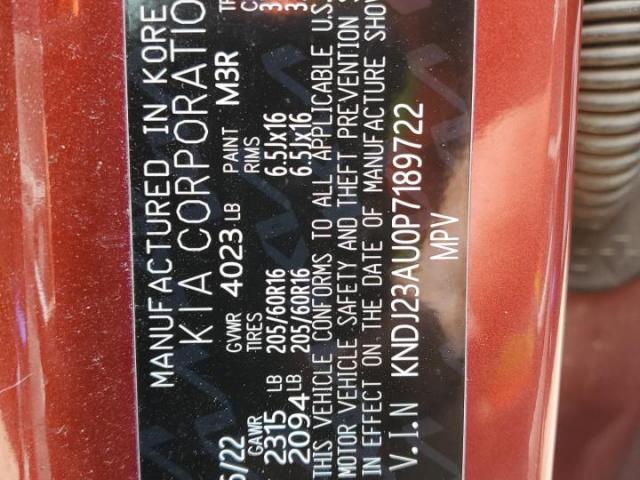 MANUFACTURED IN KORE
KIA CORPORATIO
/22 GVWR 4023 LB PAINT M3R
GAWR TIRES RIMS
2315 LB 205/60R16 6.5Jx16
2094 LB 205/60R16 6.5Jx16
THIS VEHICLE CONFORMS TO ALL APPLICABLE U.S.
MOTOR VEHICLE SAFETY AND THEFT PREVENTION S
IN EFFECT ON THE DATE OF MANUFACTURE SHOW
V.I.N KNDJ23AU0P7189722
MPV